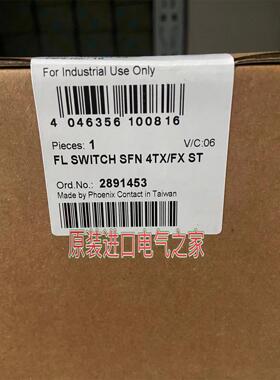 For Industrial Use Only
4 046356 100816
Pieces: 1 V/C:06
FL SWITCH SFN 4TX/FX ST
Ord.No.: 2891453
Made by Phoenix Contact in Taiwan
原装进口电气之家